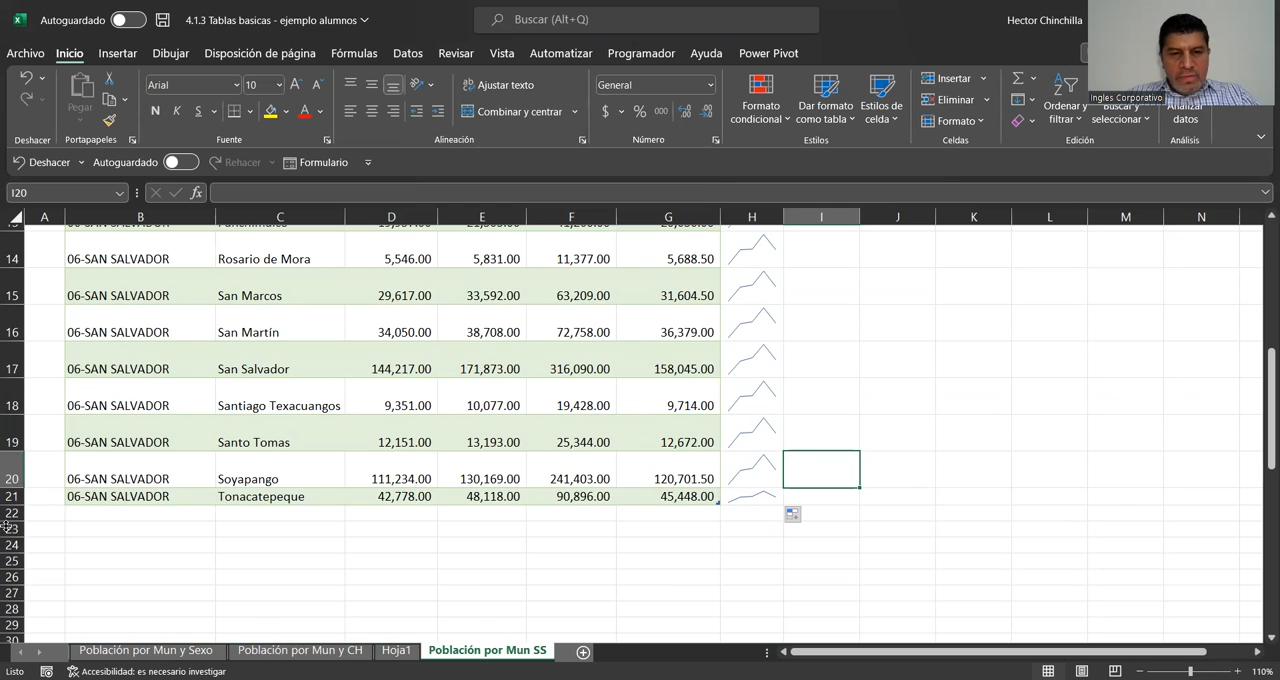 Autoguardado 4.1.3 Tablas basicas - ejemplo alumnos Buscar (Alt+Q) Hector Chinchilla
Archivo Inicio Insertar Dibujar Disposición de página Fórmulas Datos Revisar Vista Automatizar Programador Ayuda Power Pivot
Ingles Corporativo
Pegar
Arial 10
N K S
Ajustar texto
Combinar y centrar
General
$ % 000
Formato condicional
Dar formato como tabla
Estilos de celda
Insertar
Eliminar
Formato
Ordenar y filtrar
Buscar y seleccionar
Analizar datos
Deshacer Portapapeles Fuente Alineación Número Estilos Celdas Edición Análisis
Deshacer Autoguardado Rehacer Formulario
I20 fx
A B C D E F G H I J K L M N
14 06-SAN SALVADOR Rosario de Mora 5,546.00 5,831.00 11,377.00 5,688.50
15 06-SAN SALVADOR San Marcos 29,617.00 33,592.00 63,209.00 31,604.50
16 06-SAN SALVADOR San Martín 34,050.00 38,708.00 72,758.00 36,379.00
17 06-SAN SALVADOR San Salvador 144,217.00 171,873.00 316,090.00 158,045.00
18 06-SAN SALVADOR Santiago Texacuangos 9,351.00 10,077.00 19,428.00 9,714.00
19 06-SAN SALVADOR Santo Tomas 12,151.00 13,193.00 25,344.00 12,672.00
20 06-SAN SALVADOR Soyapango 111,234.00 130,169.00 241,403.00 120,701.50
21 06-SAN SALVADOR Tonacatepeque 42,778.00 48,118.00 90,896.00 45,448.00
22
23
24
25
26
27
28
29
30
Población por Mun y Sexo Población por Mun y CH Hoja1 Población por Mun SS
Listo Accesibilidad: es necesario investigar 110%